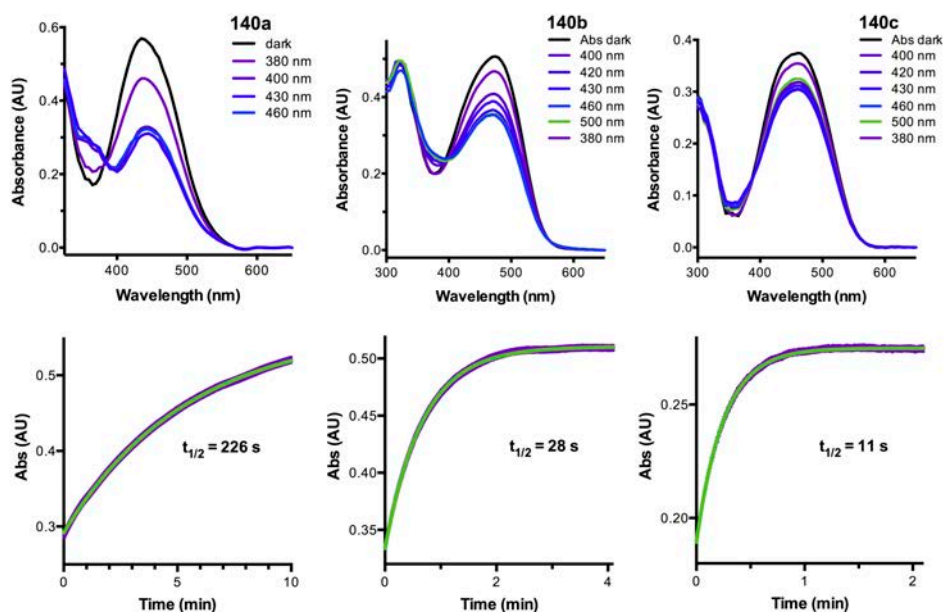 140a
dark
380 nm
400 nm
430 nm
460 nm
Absorbance (AU)
0.6
0.4
0.2
0.0
400 500 600
Wavelength (nm)
140b
Abs dark
400 nm
420 nm
430 nm
460 nm
500 nm
380 nm
Absorbance (AU)
0.6
0.4
0.2
0.0
300 400 500 600
Wavelength (nm)
140c
Abs dark
400 nm
420 nm
430 nm
460 nm
500 nm
380 nm
Absorbance (AU)
0.4
0.3
0.2
0.1
0.0
300 400 500 600
Wavelength (nm)
Abs (AU)
0.5
0.4
0.3
t1/2 = 226 s
0 5 10
Time (min)
Abs (AU)
0.50
0.45
0.40
0.35
t1/2 = 28 s
0 2 4
Time (min)
Abs (AU)
0.25
0.20
t1/2 = 11 s
0 1 2
Time (min)